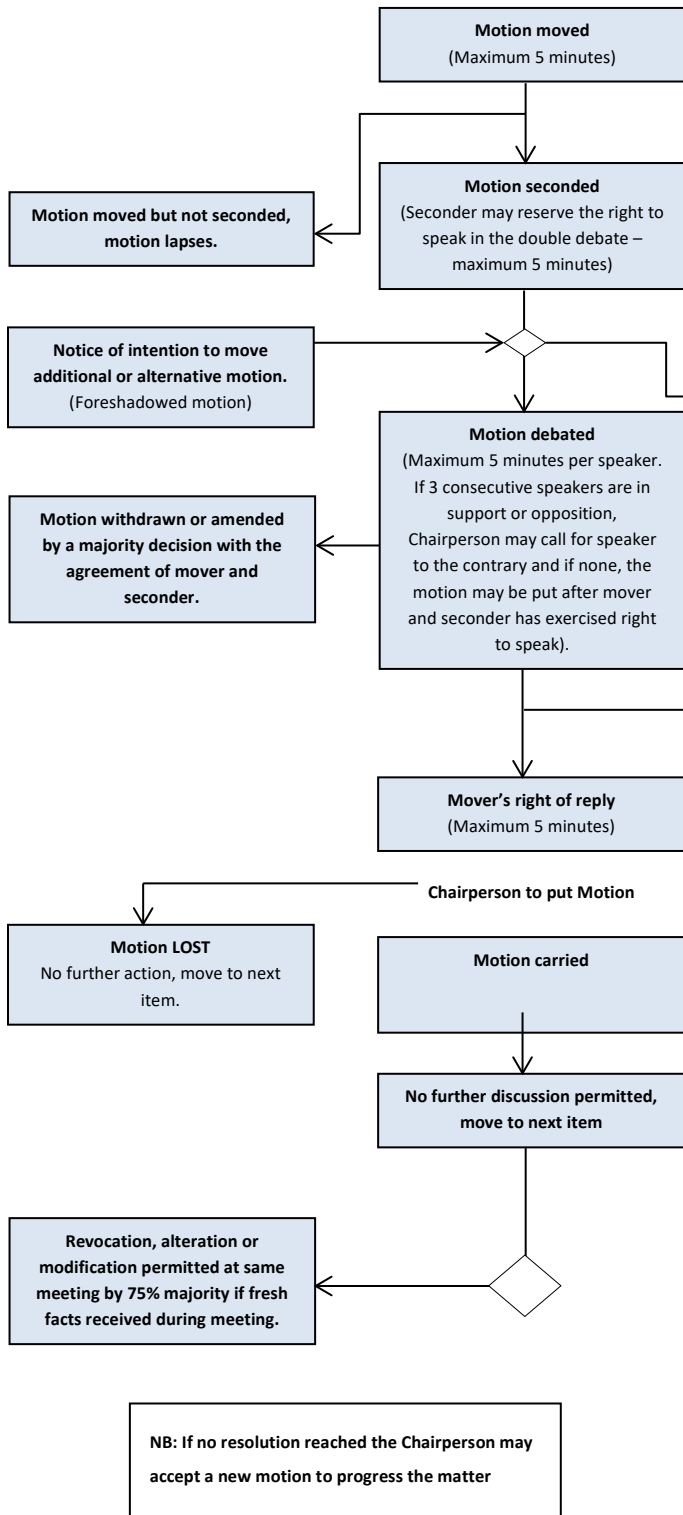 Motion moved
(Maximum 5 minutes)
Motion seconded
(Seconder may reserve the right to
speak in the double debate –
maximum 5 minutes)
Motion moved but not seconded,
motion lapses.
Notice of intention to move
additional or alternative motion.
(Foreshadowed motion)
Motion debated
(Maximum 5 minutes per speaker.
If 3 consecutive speakers are in
support or opposition,
Chairperson may call for speaker
to the contrary and if none, the
motion may be put after mover
and seconder has exercised right
to speak).
Motion withdrawn or amended
by a majority decision with the
agreement of mover and
seconder.
Mover’s right of reply
(Maximum 5 minutes)
Chairperson to put Motion
Motion LOST
No further action, move to next
item.
Motion carried
No further discussion permitted,
move to next item
Revocation, alteration or
modification permitted at same
meeting by 75% majority if fresh
facts received during meeting.
NB: If no resolution reached the Chairperson may
accept a new motion to progress the matter